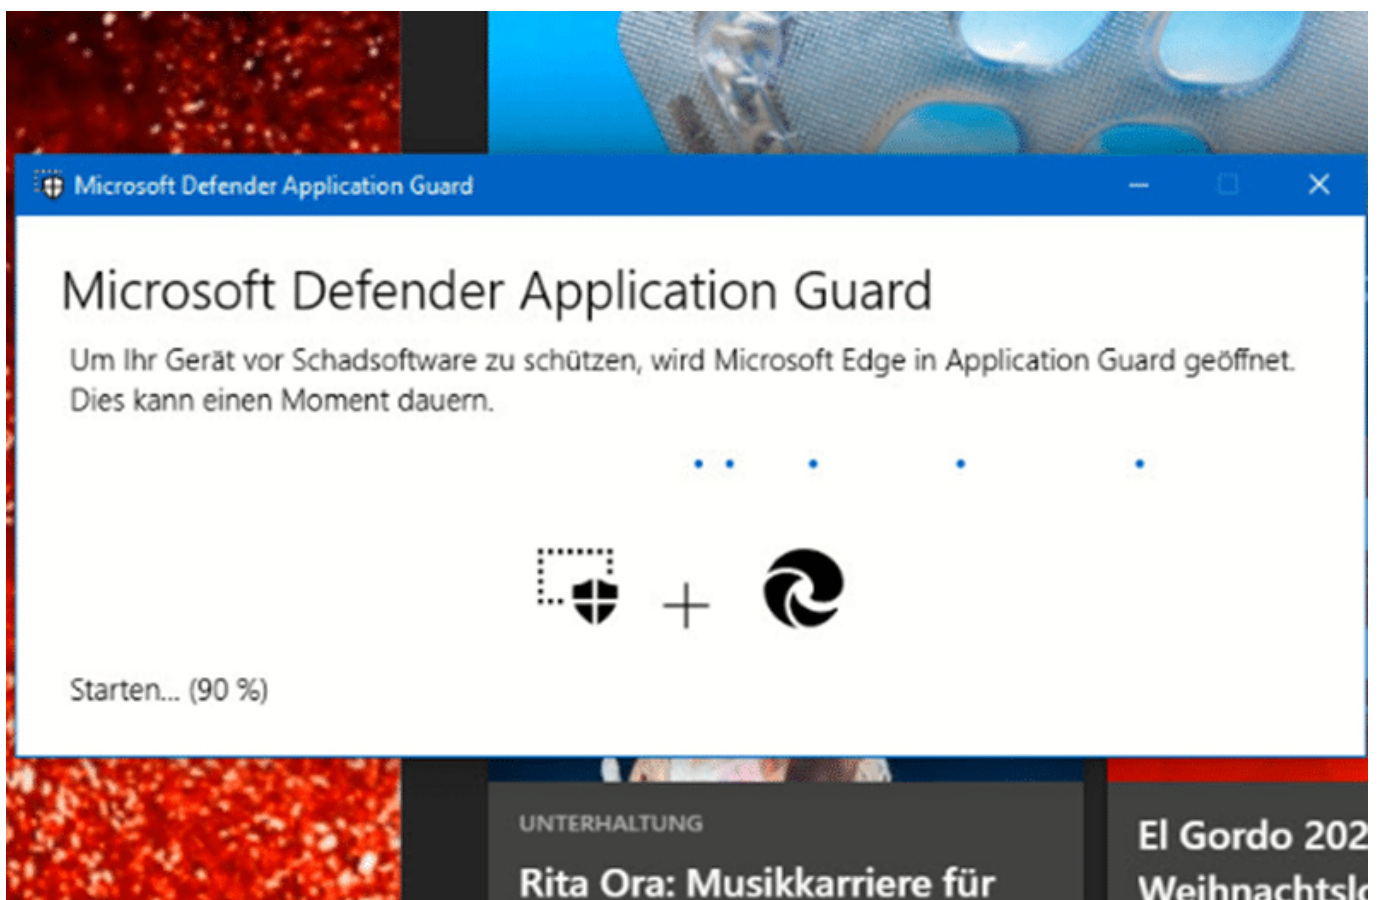 Microsoft Defender Application Guard
Microsoft Defender Application Guard
Um Ihr Gerät vor Schadsoftware zu schützen, wird Microsoft Edge in Application Guard geöffnet.
Dies kann einen Moment dauern.
Starten... (90 %)
UNTERHALTUNG
Rita Ora: Musikkarriere für
El Gordo 202